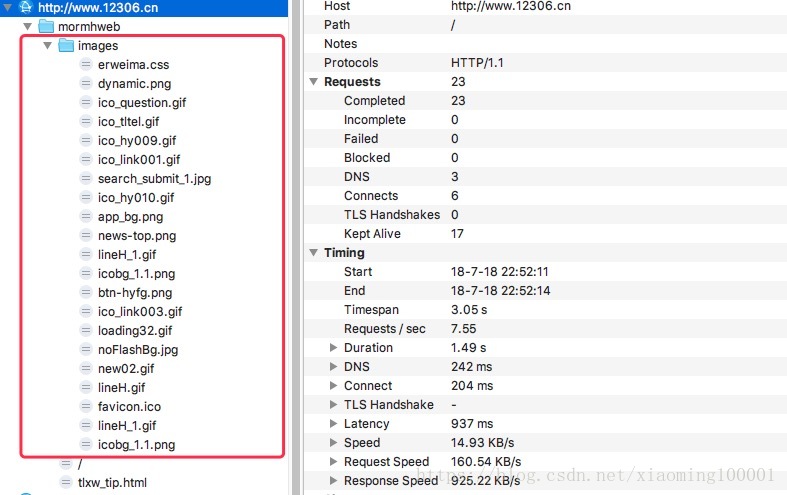 http://www.12306.cn
mormhweb
images
erweima.css
dynamic.png
ico_question.gif
ico_tltel.gif
ico_hy009.gif
ico_link001.gif
search_submit_1.jpg
ico_hy010.gif
app_bg.png
news-top.png
lineH_1.gif
icobg_1.1.png
btn-hyfg.png
ico_link003.gif
loading32.gif
noFlashBg.jpg
new02.gif
lineH.gif
favicon.ico
lineH_1.gif
icobg_1.1.png
/
tlxw_tip.html
Host http://www.12306.cn
Path /
Notes
Protocols HTTP/1.1
Requests 23
Completed 23
Incomplete 0
Failed 0
Blocked 0
DNS 3
Connects 6
TLS Handshakes 0
Kept Alive 17
Timing
Start 18-7-18 22:52:11
End 18-7-18 22:52:14
Timespan 3.05 s
Requests / sec 7.55
Duration 1.49 s
DNS 242 ms
Connect 204 ms
TLS Handshake -
Latency 937 ms
Speed 14.93 KB/s
Request Speed 160.54 KB/s
Response Speed 925.22 KB/s
https://blog.csdn.net/xiaoming100001